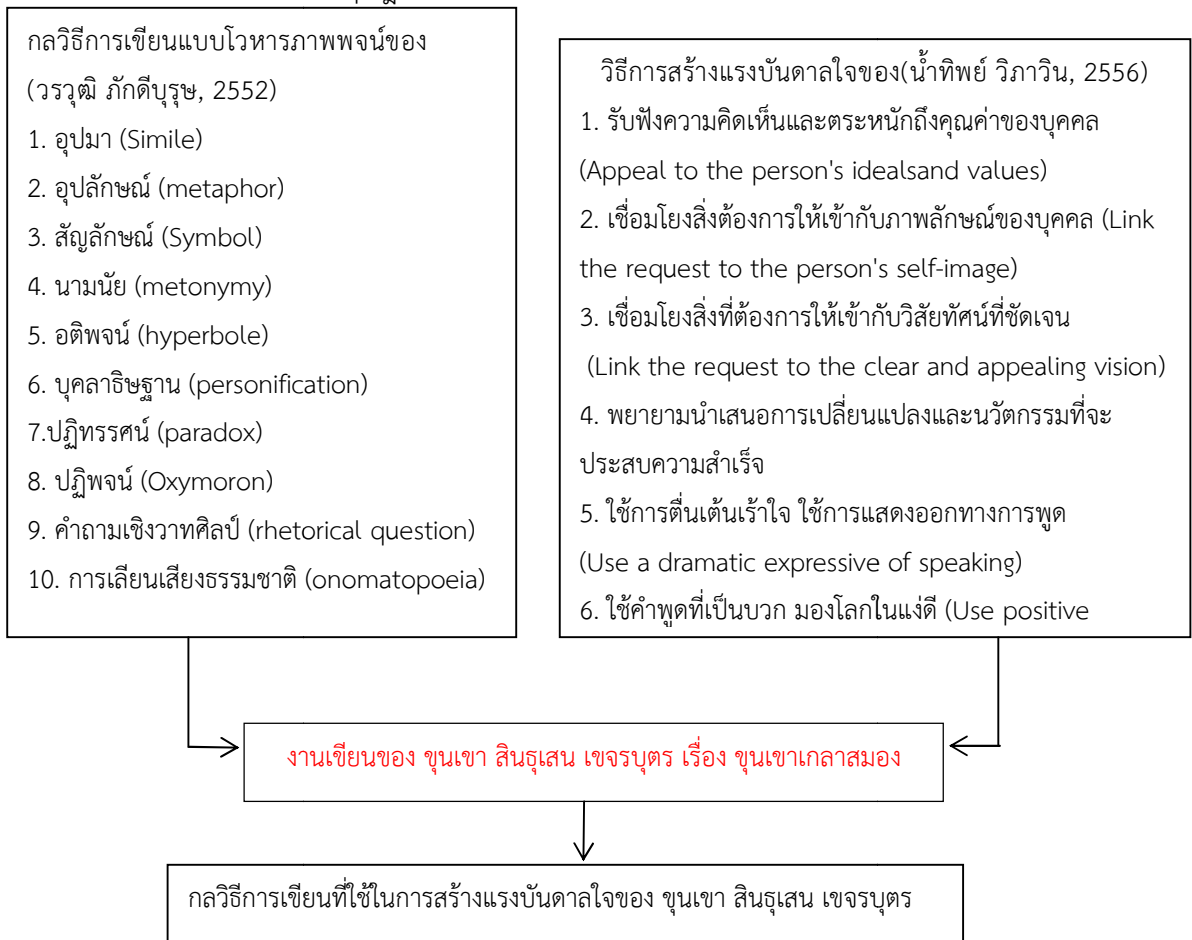 กลวิธีการเขียนแบบโวหารภาพพจน์ของ
(วรวุฒิ ภักดีบุรุษ, 2552)
1. อุปมา (Simile)
2. อุปลักษณ์ (metaphor)
3. สัญลักษณ์ (Symbol)
4. นามนัย (metonymy)
5. อติพจน์ (hyperbole)
6. บุคลาธิษฐาน (personification)
7.ปฏิทรรศน์ (paradox)
8. ปฏิพจน์ (Oxymoron)
9. คำถามเชิงวาทศิลป์ (rhetorical question)
10. การเลียนเสียงธรรมชาติ (onomatopoeia)
วิธีการสร้างแรงบันดาลใจของ(น้ำทิพย์ วิภาวิน, 2556)
1. รับฟังความคิดเห็นและตระหนักถึงคุณค่าของบุคคล
(Appeal to the person's idealsand values)
2. เชื่อมโยงสิ่งต้องการให้เข้ากับภาพลักษณ์ของบุคคล (Link
the request to the person's self-image)
3. เชื่อมโยงสิ่งที่ต้องการให้เข้ากับวิสัยทัศน์ที่ชัดเจน
(Link the request to the clear and appealing vision)
4. พยายามนำเสนอการเปลี่ยนแปลงและนวัตกรรมที่จะ
ประสบความสำเร็จ
5. ใช้การตื่นเต้นเร้าใจ ใช้การแสดงออกทางการพูด
(Use a dramatic expressive of speaking)
6. ใช้คำพูดที่เป็นบวก มองโลกในแง่ดี (Use positive
งานเขียนของ ขุนเขา สินธุเสน เขจรบุตร เรื่อง ขุนเขาเกลาสมอง
กลวิธีการเขียนที่ใช้ในการสร้างแรงบันดาลใจของ ขุนเขา สินธุเสน เขจรบุตร